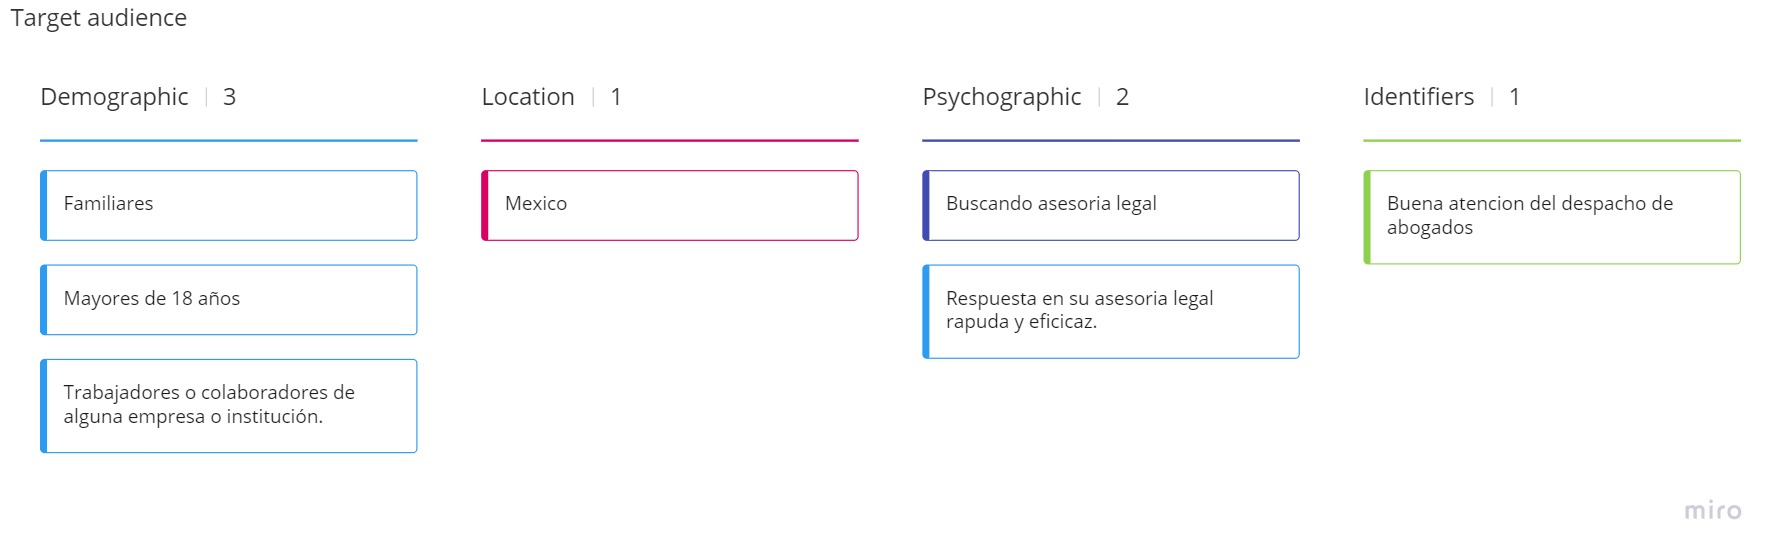 Target audience
Demographic | 3
Familiares
Mayores de 18 años
Trabajadores o colaboradores de
alguna empresa o institución.
Location | 1
Mexico
Psychographic | 2
Buscando asesoria legal
Respuesta en su asesoria legal
rapuda y eficicaz.
Identifiers | 1
Buena atencion del despacho de
abogados
miro